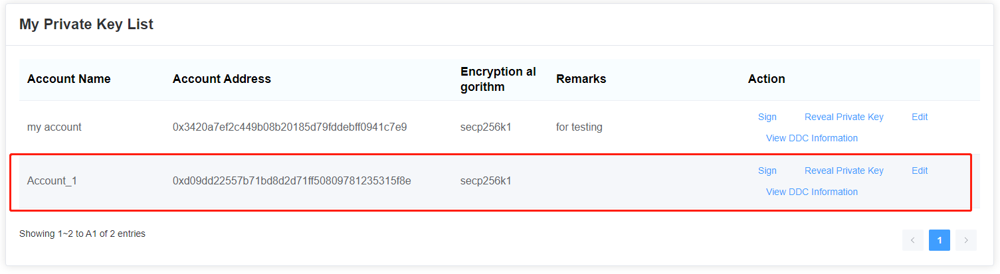 My Private Key List
Account Name Account Address Encryption al
gorithm Remarks Action
my account 0x3420a7ef2c449b08b20185d79fddebff0941c7e9 secp256k1 for testing Sign Reveal Private Key Edit
View DDC Information
Account_1 0xd09dd22557b71bd8d2d71ff50809781235315f8e secp256k1 Sign Reveal Private Key Edit
View DDC Information
Showing 1~2 to A1 of 2 entries 1